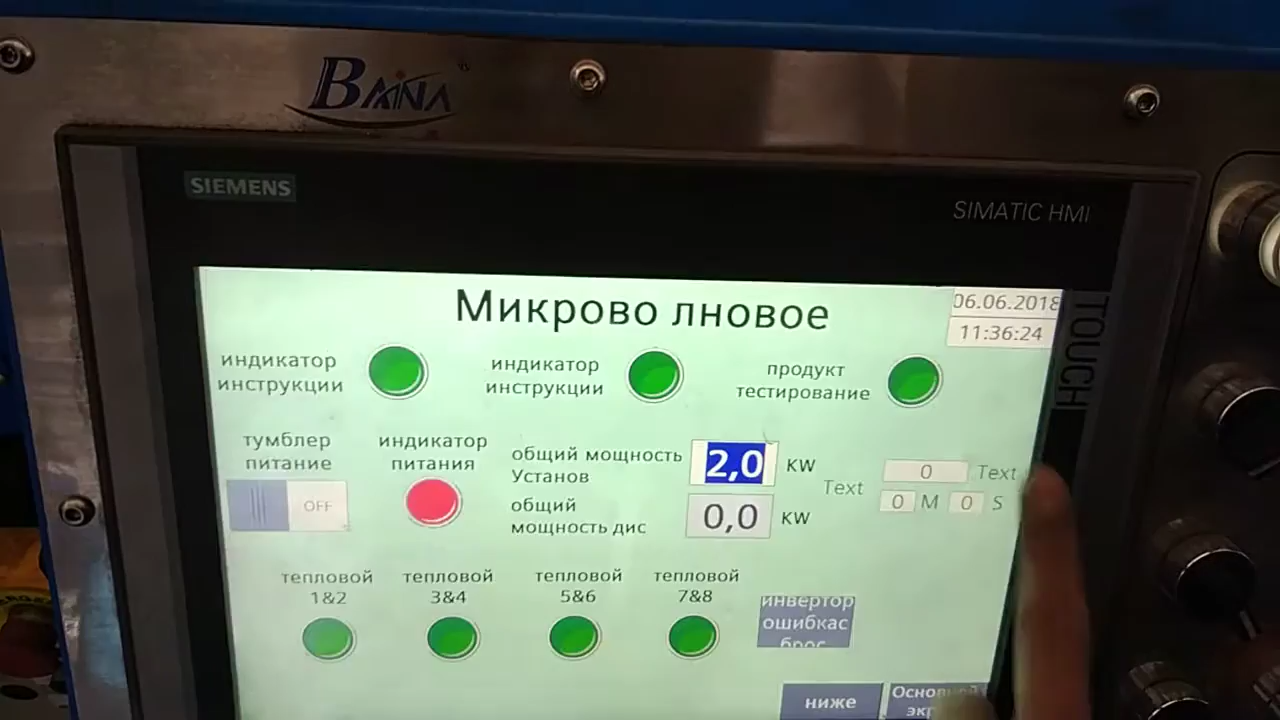 BAINA
SIEMENS
SIMATIC HMI
TOUCH
Микрово лновое
06.06.2018
11:36:24
индикатор
инструкции
индикатор
инструкции
продукт
тестирование
тумблер
питание
OFF
индикатор
питания
общий мощность
Установ
2,0 KW
общий
мощность дис
0,0 KW
Text
0 Text
0 M 0 S
тепловой
1&2
тепловой
3&4
тепловой
5&6
тепловой
7&8
инвертор
ошибкас
брос
ниже